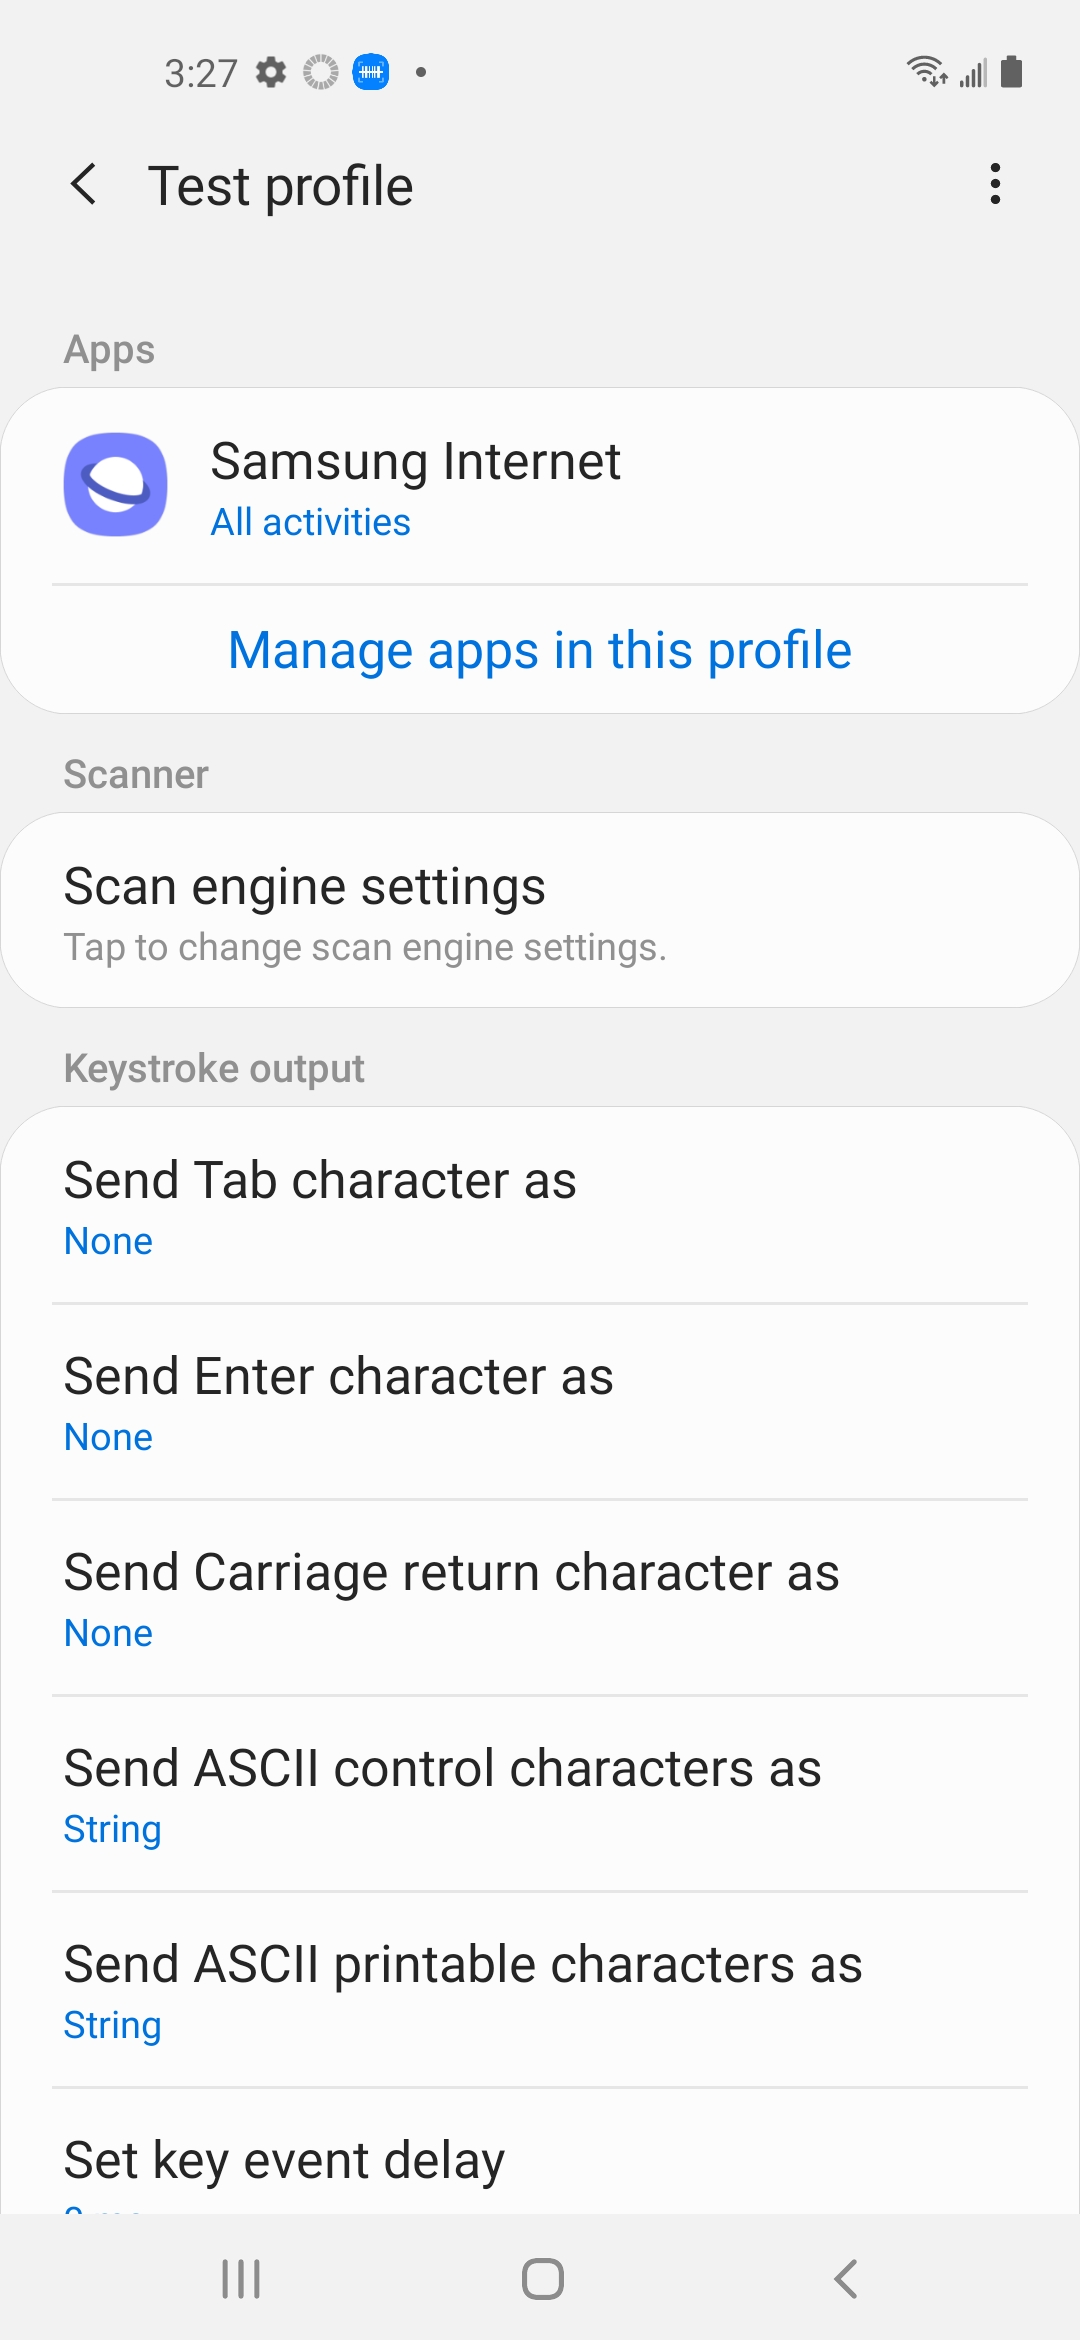 3:27
Test profile
Apps
Samsung Internet
All activities
Manage apps in this profile
Scanner
Scan engine settings
Tap to change scan engine settings.
Keystroke output
Send Tab character as
None
Send Enter character as
None
Send Carriage return character as
None
Send ASCII control characters as
String
Send ASCII printable characters as
String
Set key event delay